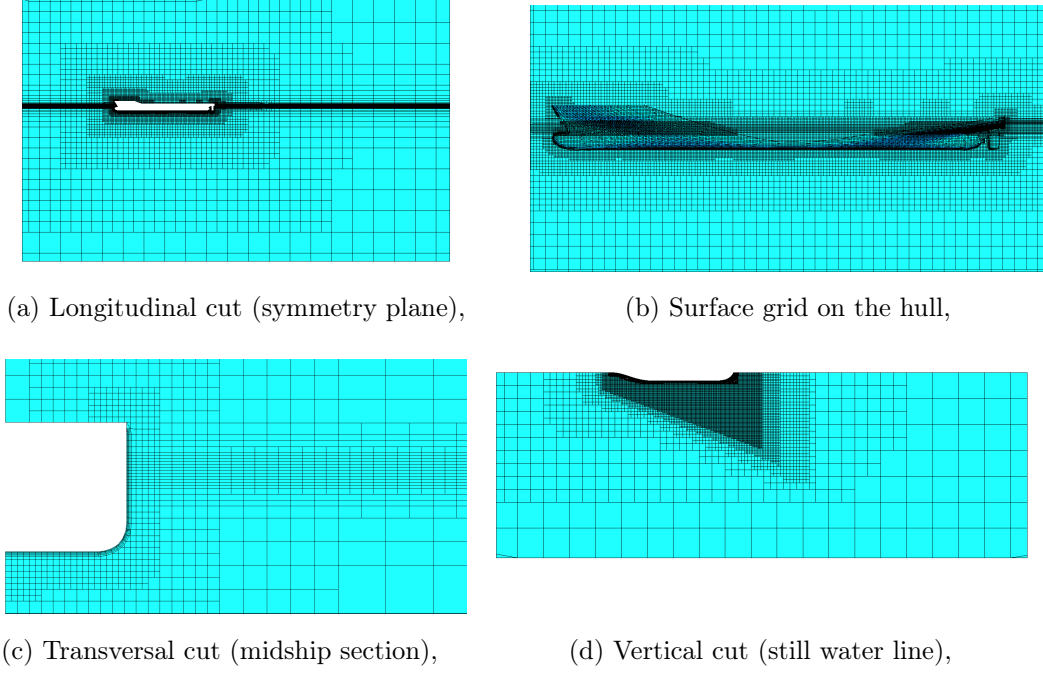 (a) Longitudinal cut (symmetry plane),
(b) Surface grid on the hull,
(c) Transversal cut (midship section),
(d) Vertical cut (still water line),